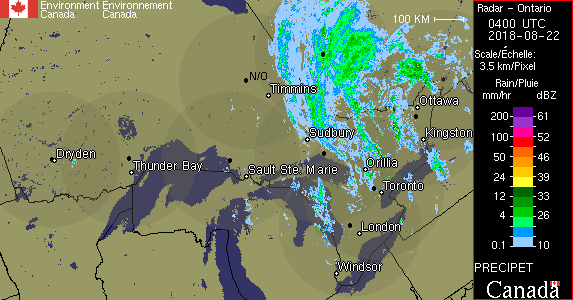 Environment Environnement
Canada Canada
100 KM
N/O
Timmins
Ottawa
Sudbury
Kingston
Dryden
Thunder Bay
Sault Ste. Marie
Orillia
Toronto
London
Windsor
Radar - Ontario
0400 UTC
2018-08-22
Scale/Échelle:
3.5 km/Pixel
Rain/Pluie
mm/hr dBZ
200 61
100 52
50 46
24 39
12 33
4 26
0.1 10
PRECIPET
Canada